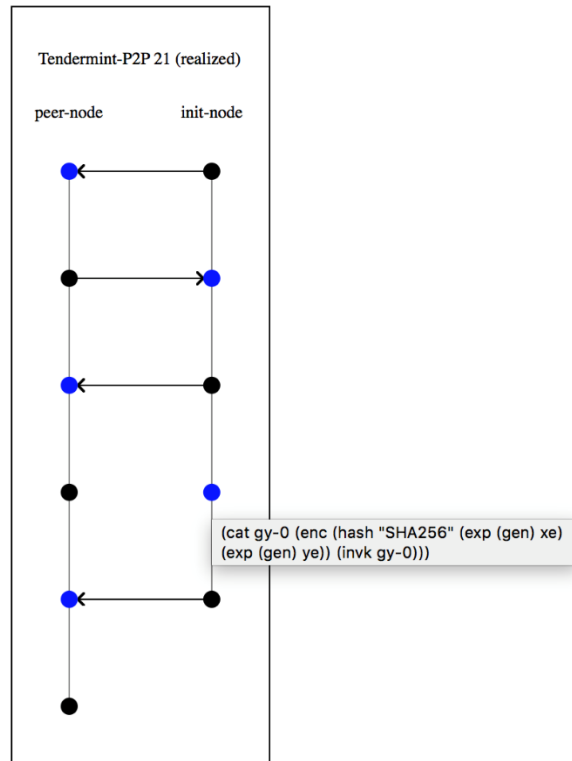 Tendermint-P2P 21 (realized)
peer-node init-node
(cat gy-0 (enc (hash "SHA256" (exp (gen) xe)
(exp (gen) ye)) (invk gy-0)))